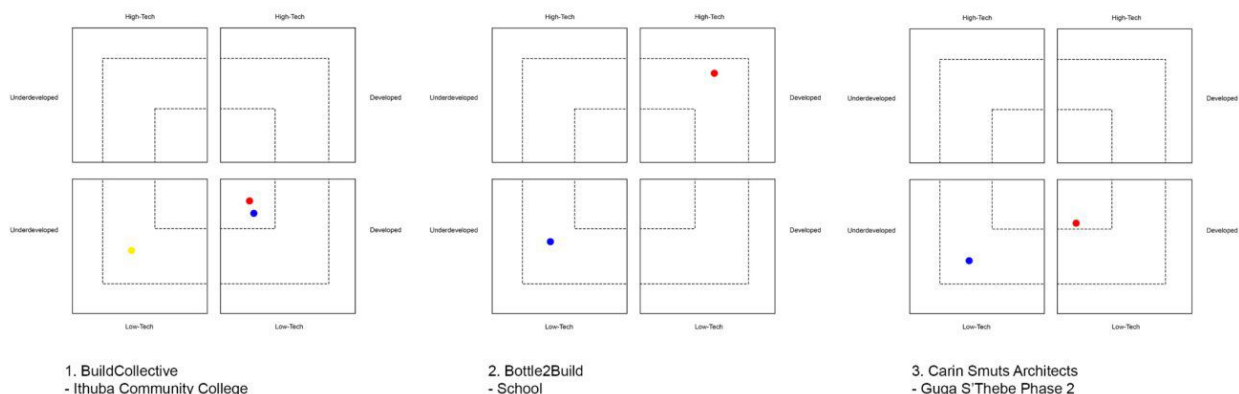 High-Tech
High-Tech
Underdeveloped
Developed
Underdeveloped
Developed
Low-Tech
Low-Tech
1. BuildCollective
- Ithuba Community College
High-Tech
High-Tech
Underdeveloped
Developed
Underdeveloped
Developed
Low-Tech
Low-Tech
2. Bottle2Build
- School
High-Tech
High-Tech
Underdeveloped
Developed
Underdeveloped
Developed
Low-Tech
Low-Tech
3. Carin Smuts Architects
- Guga S'Thebe Phase 2